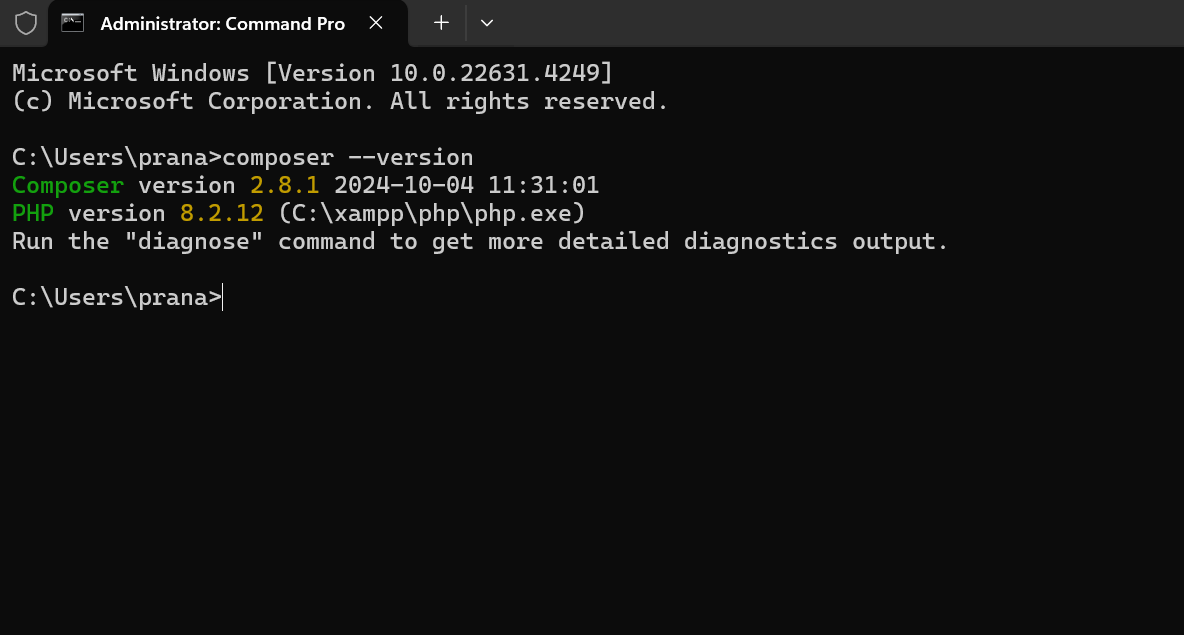 Administrator: Command Pro
Microsoft Windows [Version 10.0.22631.4249]
(c) Microsoft Corporation. All rights reserved.
C:\Users\prana>composer --version
Composer version 2.8.1 2024-10-04 11:31:01
PHP version 8.2.12 (C:\xampp\php\php.exe)
Run the "diagnose" command to get more detailed diagnostics output.
C:\Users\prana>